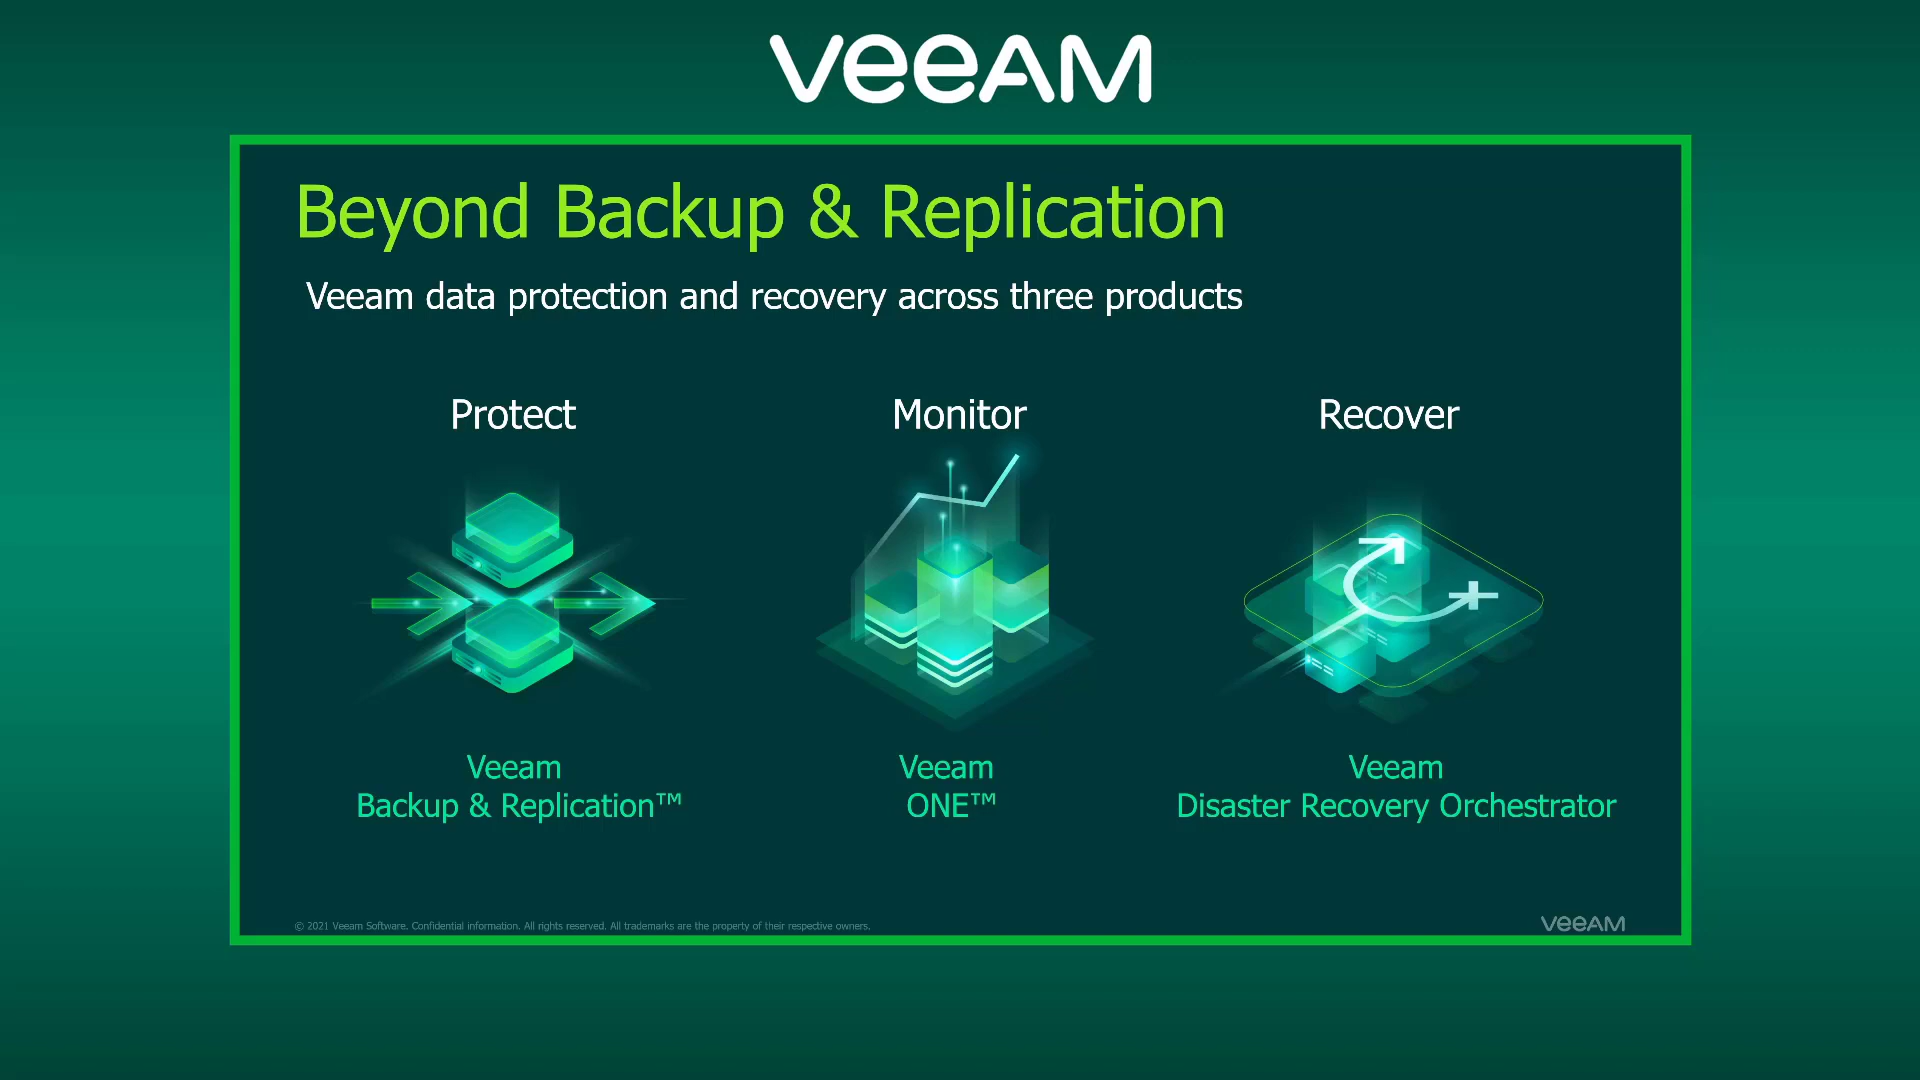 veeAM
Beyond Backup & Replication
Veeam data protection and recovery across three products
Protect
Monitor
Recover
Veeam
Backup & Replication™
Veeam
ONE™
Veeam
Disaster Recovery Orchestrator
© 2021 Veeam Software. Confidential information. All rights reserved. All trademarks are the property of their respective owners.
veeAM